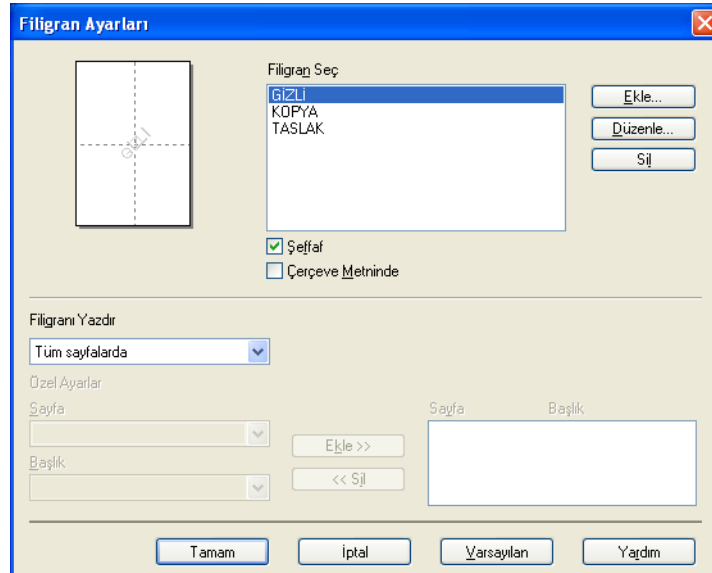 Filigran Ayarları
Filigran Seç
GİZLİ
KOPYA
TASLAK
Ekle...
Düzenle...
Sil
GİZLİ
Şeffaf
Çerçeve Metninde
Filigranı Yazdır
Tüm sayfalarda
Özel Ayarlar
Sayfa
Başlık
Ekle >>
<< Sil
Sayfa Başlık
Tamam İptal Varsayılan Yardım